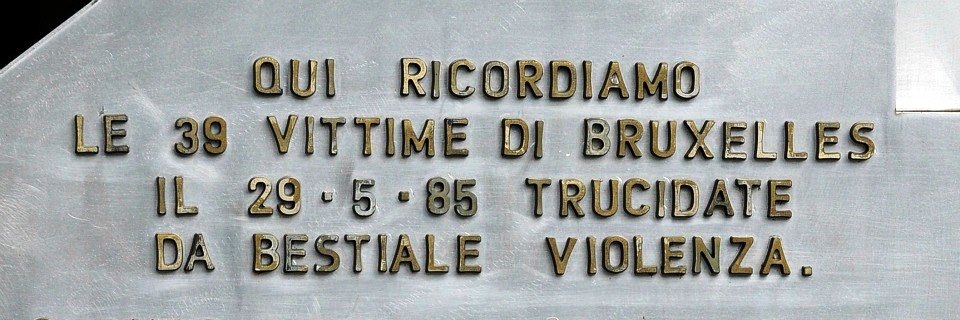 QUI RICORDIAMO
LE 39 VITTIME DI BRUXELLES
IL 29·5·85 TRUCIDATE
DA BESTIALE VIOLENZA.